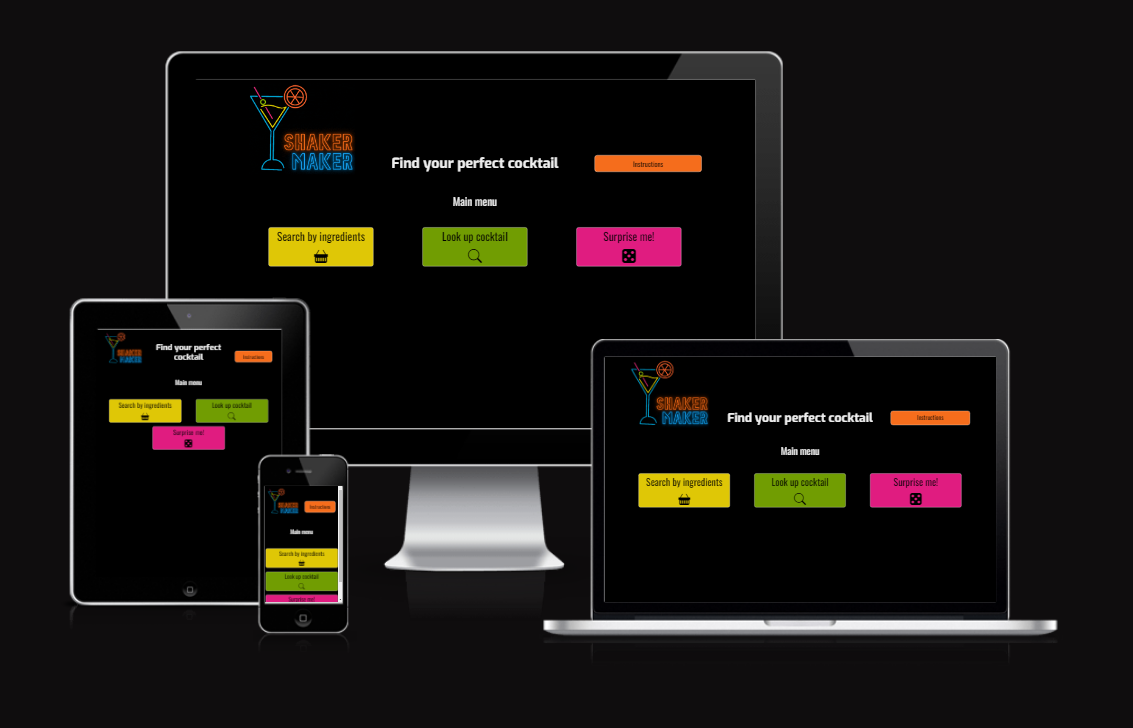 SHAKER
MAKER
Find your perfect cocktail
Instructions
Main menu
Search by ingredients
Look up cocktail
Surprise me!
SHAKER
MAKER
Find your perfect
cocktail
Instructions
Main menu
Search by ingredients
Look up cocktail
Surprise me!
SHAKER
MAKER
Instructions
Main menu
Search by ingredients
Look up cocktail
Surprise me!
SHAKER
MAKER
Find your perfect cocktail
Instructions
Main menu
Search by ingredients
Look up cocktail
Surprise me!